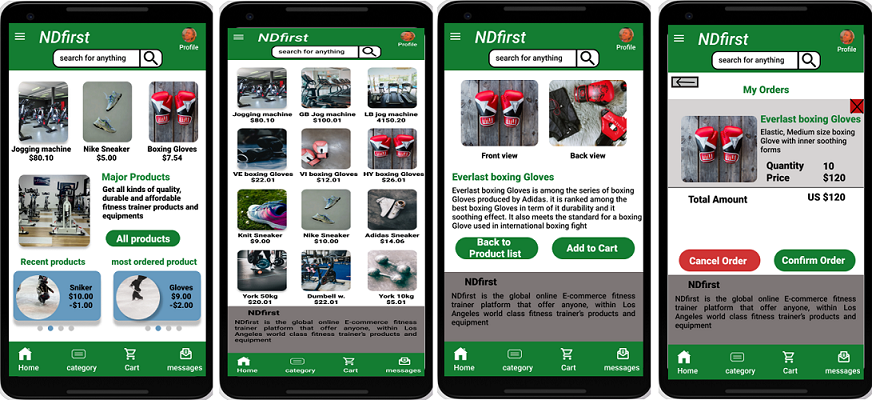 NDfirst
Profile
search for anything
Jogging machine
$80.10
Nike Sneaker
$5.00
Boxing Gloves
$7.54
Major Products
Get all kinds of quality,
durable and affordable
fitness trainer products and
equipments
All products
Recent products
most ordered product
Sniker
$10.00
-$1.00
Gloves
$9.00
-$2.00
Home
category
Cart
messages
NDfirst
Profile
search for anything
Jogging machine
$80.10
GB Jog machine
$100.01
LB jog machine
4150.20
VE boxing Gloves
$22.01
VI boxing Gloves
$12.01
HY boxing Gloves
$26.01
Knit Sneaker
$9.00
Nike Sneaker
$10.00
Adidas Sneaker
$14.06
York 50kg
$20.01
Dumbell w.
$22.01
York 10kg
$5.01
NDfirst
NDfirst is the global online E-commerce fitness
trainer platform that offer anyone, within Los
Angeles world class fitness trainer's products and
equipment
Home
category
Cart
messages
NDfirst
Profile
search for anything
Front view
Back view
Everlast boxing Gloves
Everlast boxing Gloves is among the series of boxing
Gloves produced by Adidas. it is ranked among the
best boxing Gloves in term of it durability and it
soothing effect. It also meets the standard for a boxing
Glove used in international boxing fight
Back to
Product list
Add to Cart
NDfirst
NDfirst is the global online E-commerce fitness
trainer platform that offer anyone, within Los
Angeles world class fitness trainer's products and
equipment
Home
category
Cart
messages
NDfirst
Profile
search for anything
My Orders
Everlast boxing Gloves
Elastic, Medium size boxing
Glove with inner soothing
forms
Quantity 10
Price $120
Total Amount US $120
Cancel Order
Confirm Order
NDfirst
NDfirst is the global online E-commerce fitness
trainer platform that offer anyone, within Los
Angeles world class fitness trainer's products and
equipment
Home
category
Cart
messages